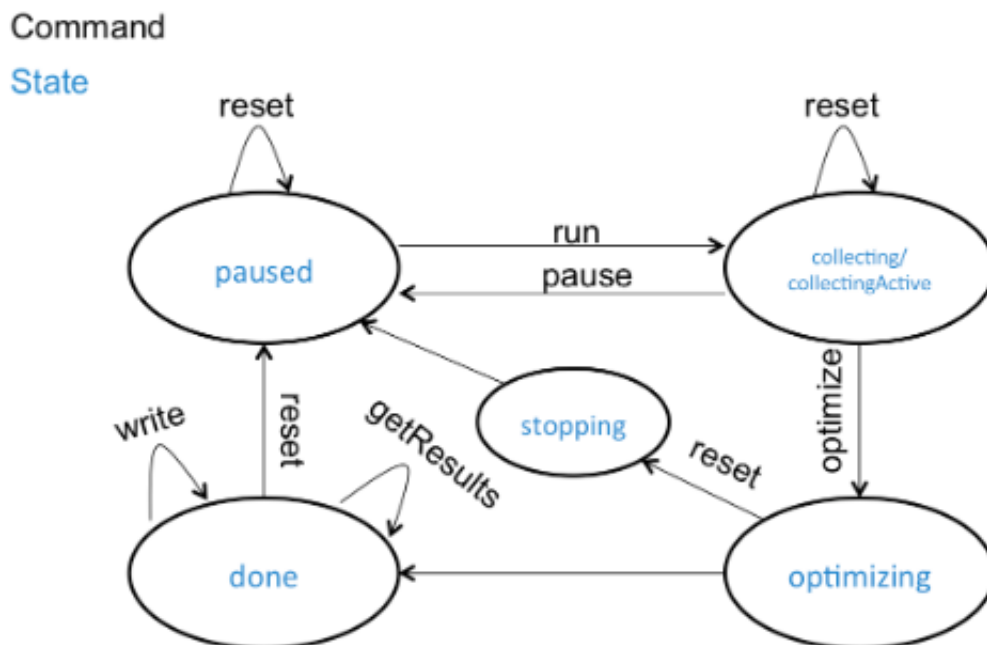 Command
State
reset
reset
run
paused
collecting/
collectingActive
pause
optimize
stopping
getResults
write
reset
reset
done
optimizing